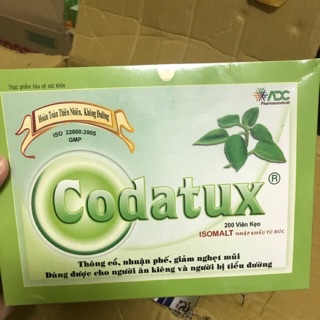 Thực phẩm bảo vệ sức khỏe
ADC
Pharmaceutical
Hoàn Toàn Thiên Nhiên, Không Đường
ISO 22000:2005
GMP
Codatux®
200 Viên Kẹo
ISOMALT NHẬP KHẨU TỪ ĐỨC
Thông cổ, nhuận phế, giảm nghẹt mũi
Dùng được cho người ăn kiêng và người bị tiểu đường